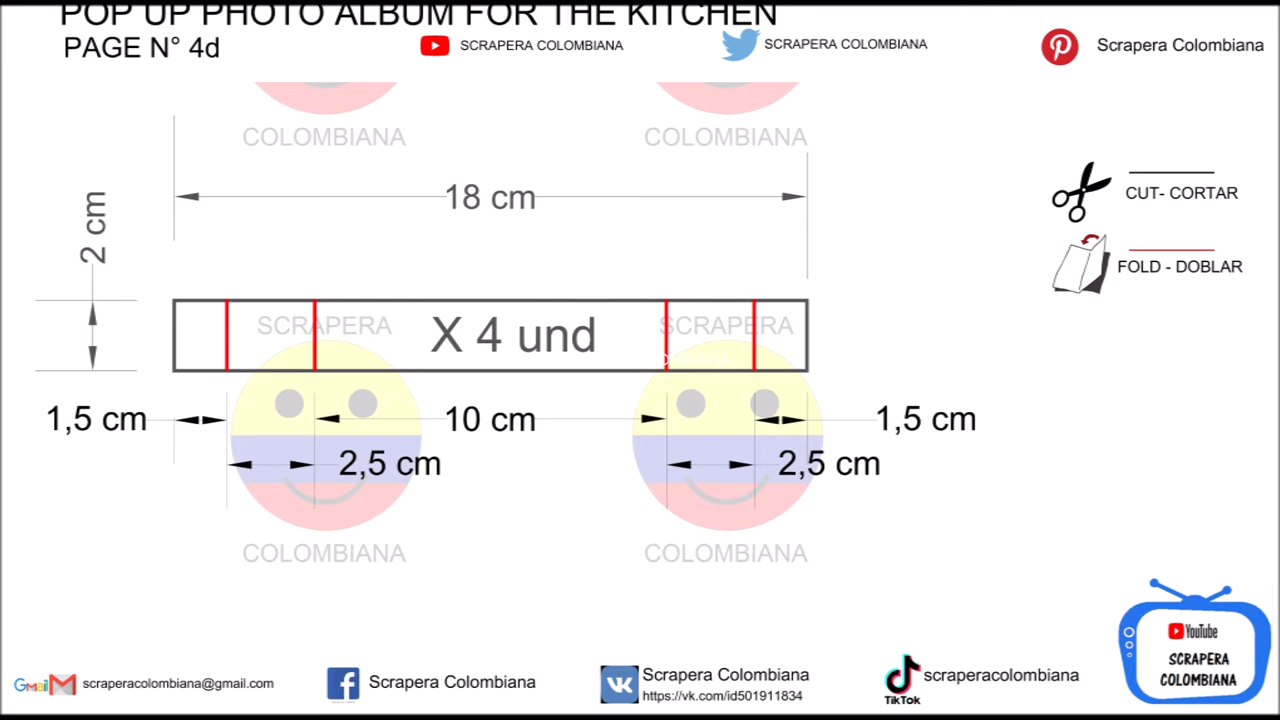 POP UP PHOTO ALBUM FOR THE KITCHEN
PAGE N° 4d
SCRAPERA COLOMBIANA
SCRAPERA COLOMBIANA
Scrapera Colombiana
COLOMBIANA
COLOMBIANA
18 cm
2 cm
CUT- CORTAR
FOLD - DOBLAR
SCRAPERA
X 4 und
SCRAPERA
1,5 cm
10 cm
1,5 cm
2,5 cm
2,5 cm
COLOMBIANA
COLOMBIANA
YouTube
SCRAPERA
COLOMBIANA
Gmail
scraperacolombiana@gmail.com
Scrapera Colombiana
Scrapera Colombiana
https://vk.com/id501911834
scraperacolombiana
TikTok